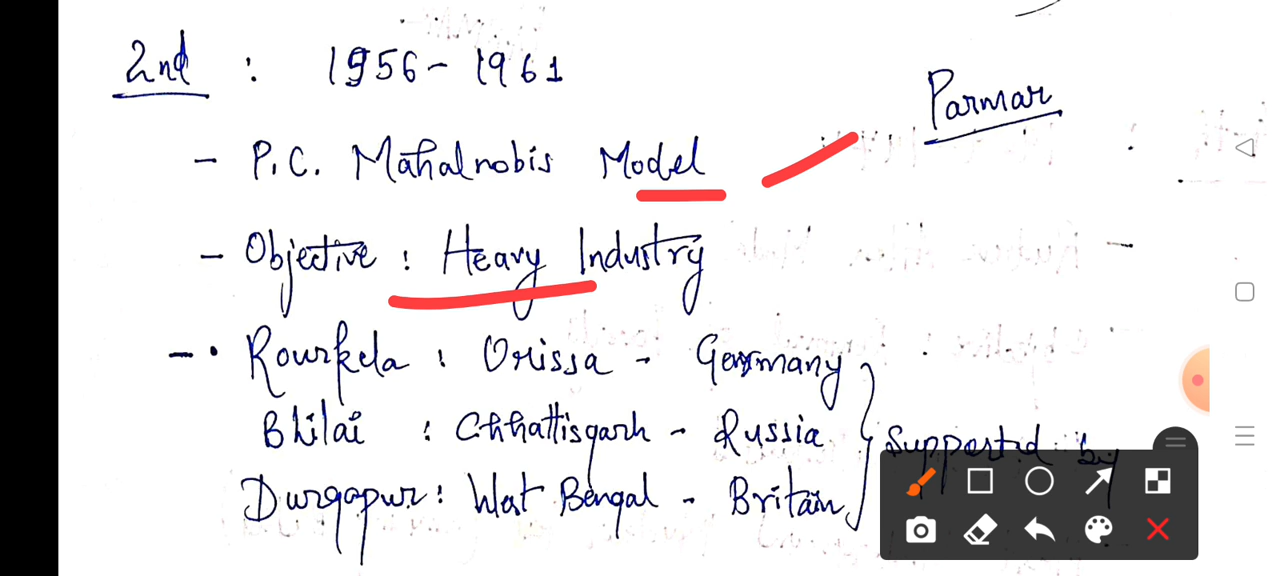 2nd : 1956-1961
Parmar
- P.C. Mahalnobis Model
- Objective : Heavy Industry
- • Rourkela : Orissa - Germany
Bhilai : Chhattisgarh - Russia
Supported by
Durgapur : West Bengal - Britain